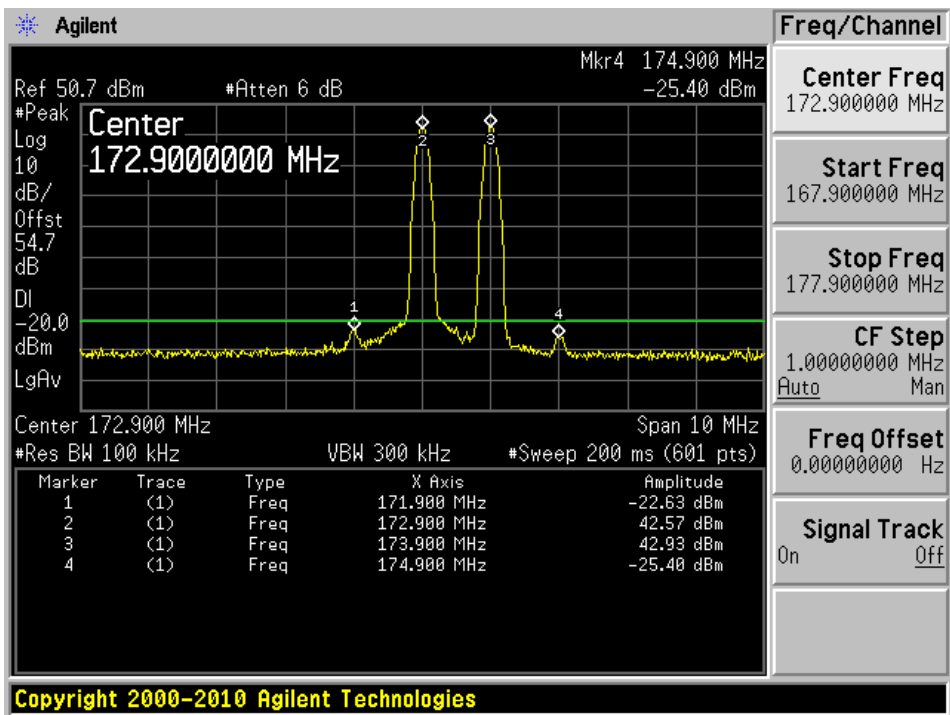 Agilent
Freq/Channel
Mkr4 174.900 MHz
Ref 50.7 dBm #Atten 6 dB -25.40 dBm
#Peak
Log
10
dB/
Offst
54.7
dB
DI
-20.0
dBm
LgAv
Center
172.9000000 MHz
1
2
3
4
Center 172.900 MHz Span 10 MHz
#Res BW 100 kHz VBW 300 kHz #Sweep 200 ms (601 pts)
Marker Trace Type X Axis Amplitude
1 (1) Freq 171.900 MHz -22.63 dBm
2 (1) Freq 172.900 MHz 42.57 dBm
3 (1) Freq 173.900 MHz 42.93 dBm
4 (1) Freq 174.900 MHz -25.40 dBm
Center Freq
172.900000 MHz
Start Freq
167.900000 MHz
Stop Freq
177.900000 MHz
CF Step
1.00000000 MHz
Auto Man
Freq Offset
0.00000000 Hz
Signal Track
On Off
Copyright 2000-2010 Agilent Technologies